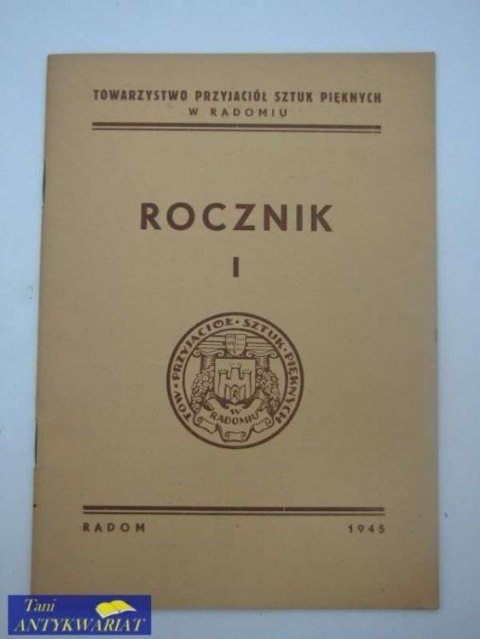 TOWARZYSTWO PRZYJACIÓŁ SZTUK PIĘKNYCH
W RADOMIU
ROCZNIK
I
TOW · PRZYJACIÓŁ · SZTUK · PIĘKNYCH
W
RADOMIU
RADOM 1945
Tani
ANTYKWARIAT